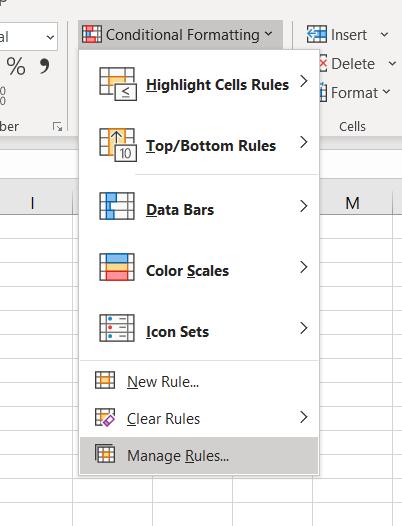 al Conditional Formatting Insert
% , Delete
Format
ber Cells
Highlight Cells Rules
Top/Bottom Rules
10
I M
Data Bars
Color Scales
Icon Sets
New Rule...
Clear Rules
Manage Rules...